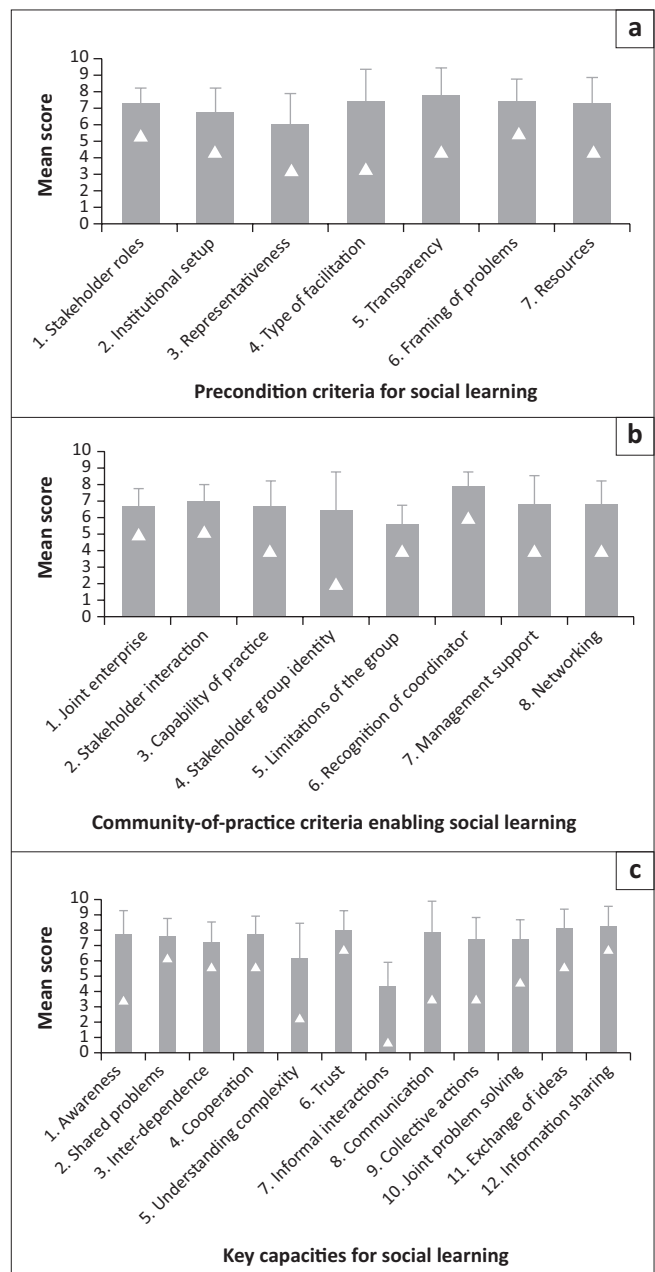 a
Mean score
10
9
8
7
6
5
4
3
2
1
0
1. Stakeholder roles
2. Institutional setup
3. Representativeness
4. Type of facilitation
5. Transparency
6. Framing of problems
7. Resources
Precondition criteria for social learning
b
Mean score
10
9
8
7
6
5
4
3
2
1
0
1. Joint enterprise
2. Stakeholder interaction
3. Capability of practice
4. Stakeholder group identity
5. Limitations of the group
6. Recognition of coordinator
7. Management support
8. Networking
Community-of-practice criteria enabling social learning
c
Mean score
10
9
8
7
6
5
4
3
2
1
0
1. Awareness
2. Shared problems
3. Inter-dependence
4. Cooperation
5. Understanding complexity
6. Trust
7. Informal interactions
8. Communication
9. Collective actions
10. Joint problem solving
11. Exchange of ideas
12. Information sharing
Key capacities for social learning